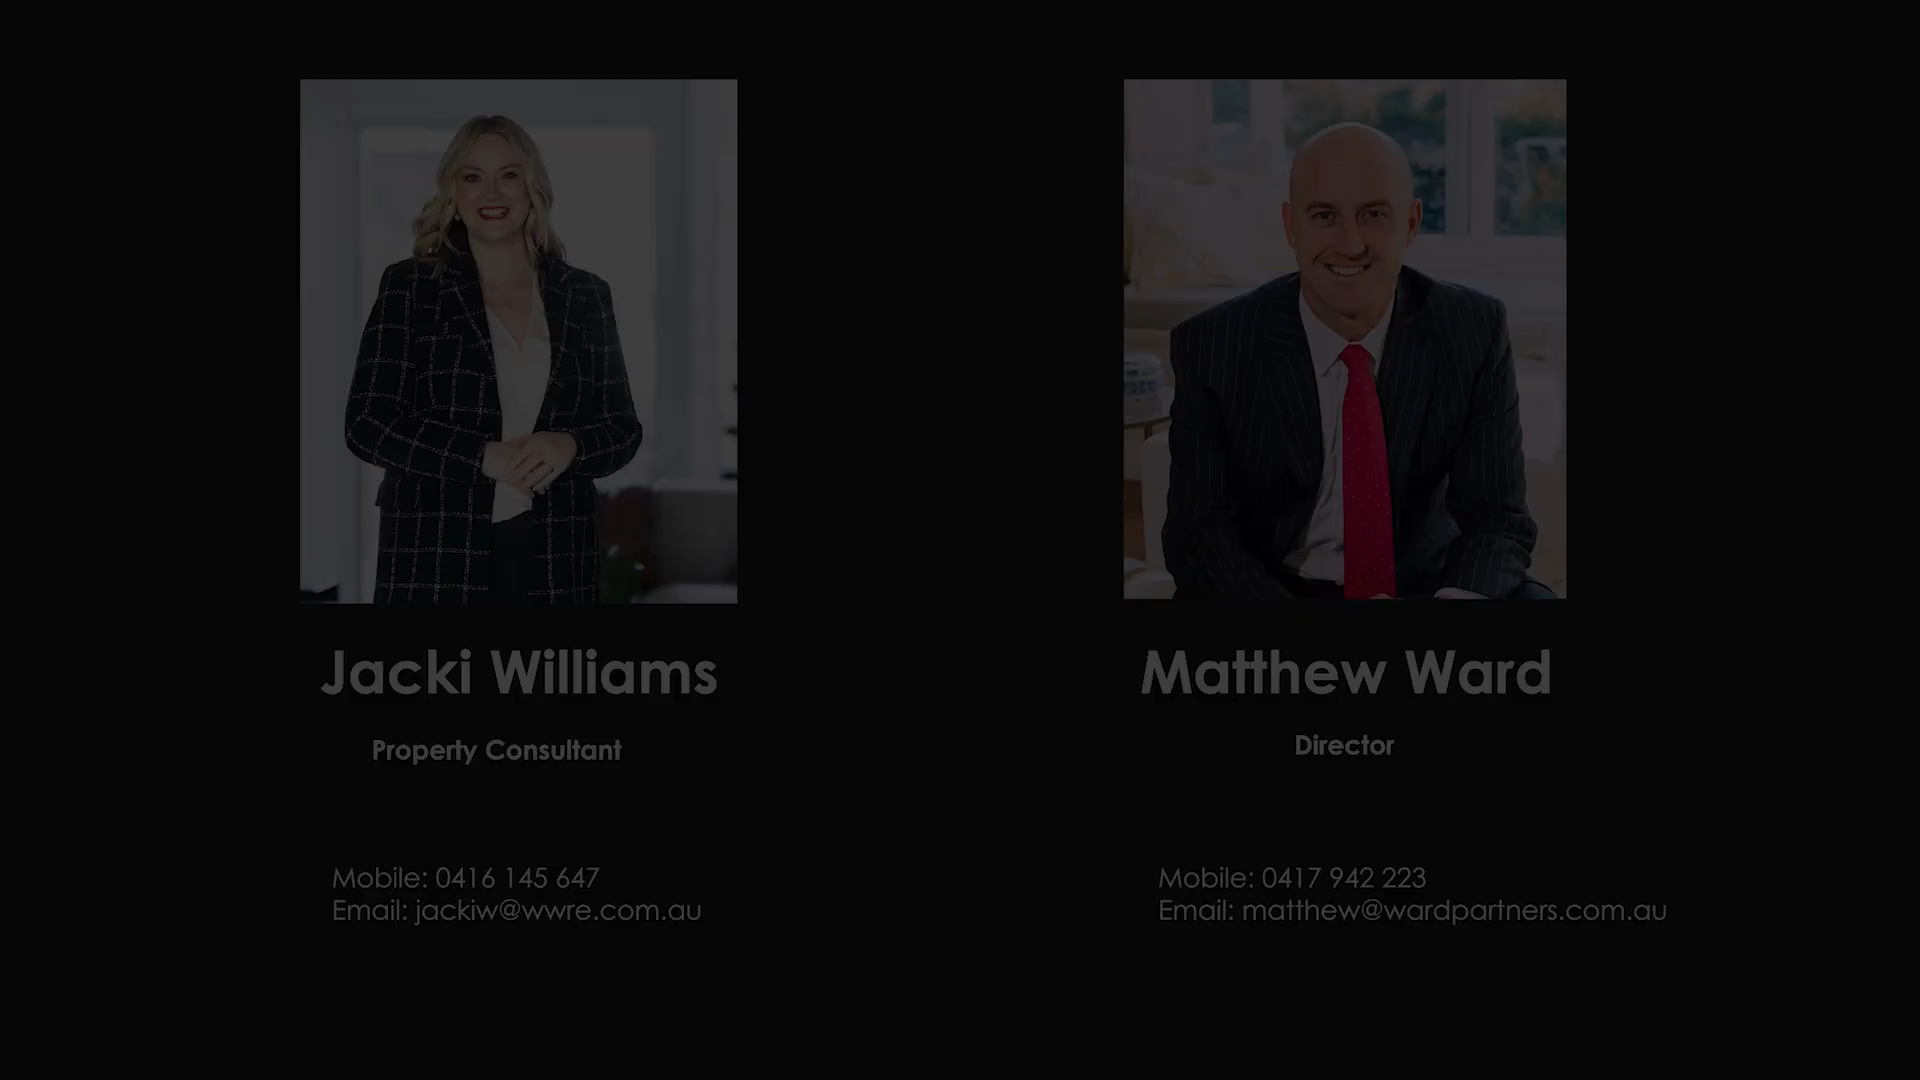 Jacki Williams
Property Consultant
Mobile: 0416 145 647
Email: jackiw@wwre.com.au
Matthew Ward
Director
Mobile: 0417 942 223
Email: matthew@wardpartners.com.au